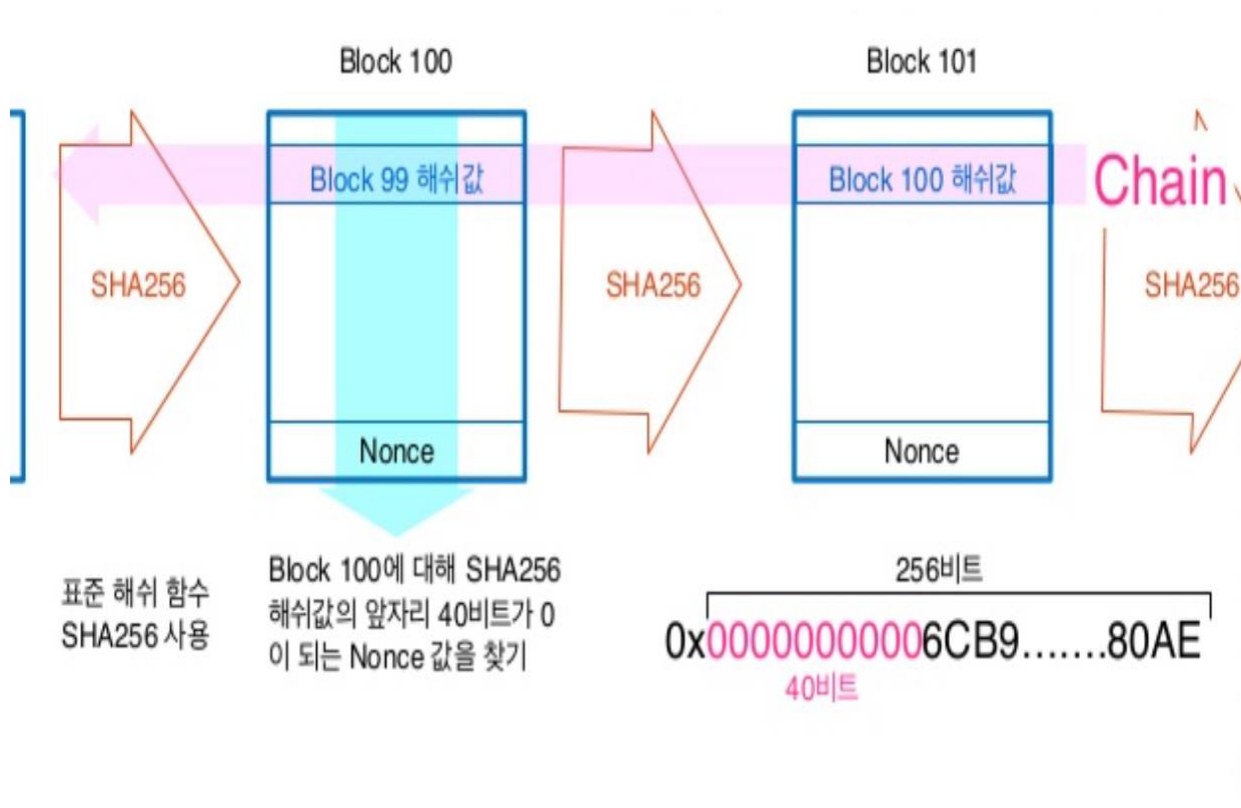 Block 100
Block 101
Block 99 해쉬값
Block 100 해쉬값
Chain
SHA256
SHA256
SHA256
Nonce
Nonce
표준 해쉬 함수
SHA256 사용
Block 100에 대해 SHA256
해쉬값의 앞자리 40비트가 0
이 되는 Nonce 값을 찾기
256비트
0x00000000006CB9.......80AE
40비트